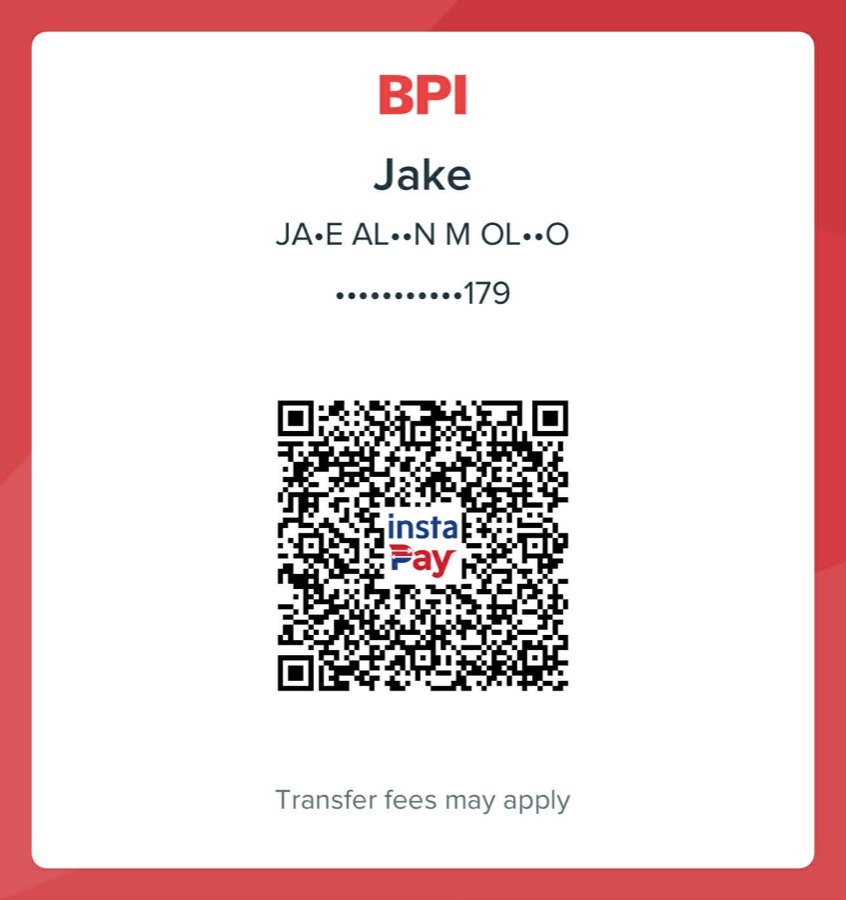 BPI
Jake
JA•E AL••N M OL••O
•••••••••••179
insta
Pay
Transfer fees may apply